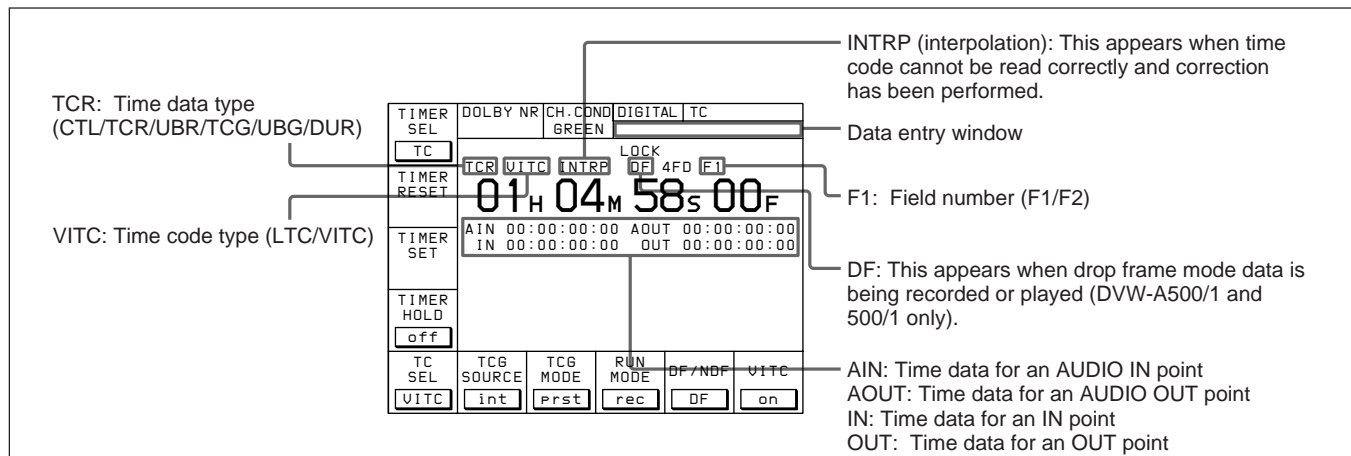 INTRP (interpolation): This appears when time
code cannot be read correctly and correction
has been performed.
TCR: Time data type
(CTL/TCR/UBR/TCG/UBG/DUR)
Data entry window
F1: Field number (F1/F2)
VITC: Time code type (LTC/VITC)
DF: This appears when drop frame mode data is
being recorded or played (DVW-A500/1 and
500/1 only).
AIN: Time data for an AUDIO IN point
AOUT: Time data for an AUDIO OUT point
IN: Time data for an IN point
OUT: Time data for an OUT point
TIMER
SEL
TC
DOLBY NR
CH.COND
GREEN
DIGITAL
TC
LOCK
TCR VITC INTRP DF 4FD F1
01H 04M 58S 00F
AIN 00:00:00:00 AOUT 00:00:00:00
IN 00:00:00:00 OUT 00:00:00:00
TIMER
RESET
TIMER
SET
TIMER
HOLD
off
TC
SEL
VITC
TCG
SOURCE
int
TCG
MODE
prst
RUN
MODE
rec
DF/NDF
DF
VITC
on